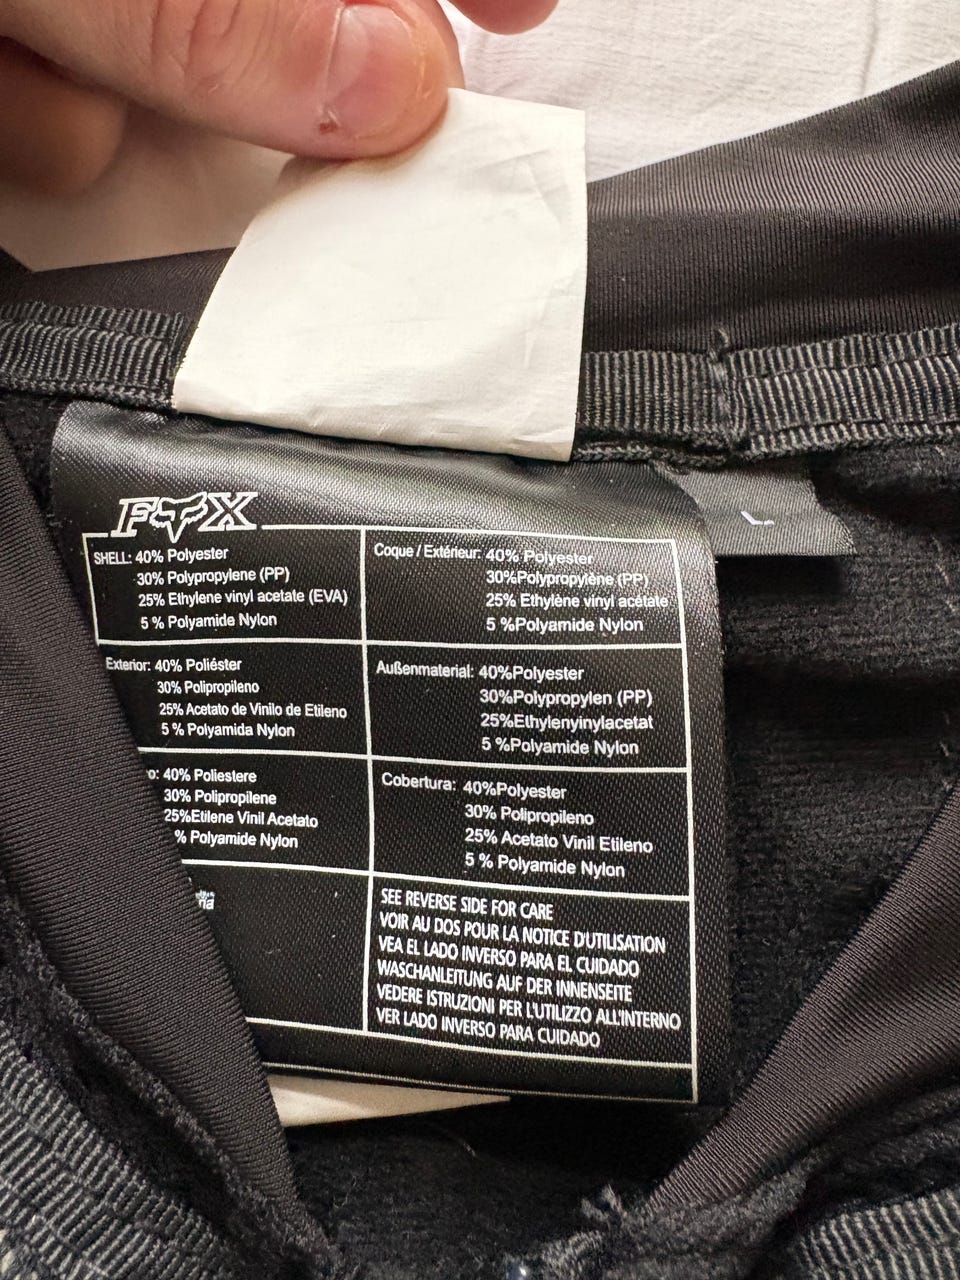 FOX
SHELL: 40% Polyester
30% Polypropylene (PP)
25% Ethylene vinyl acetate (EVA)
5 % Polyamide Nylon
Coque / Extérieur: 40% Polyester
30%Polypropylène (PP)
25% Ethylène vinyl acétate
5 %Polyamide Nylon
Exterior: 40% Poliéster
30% Polipropileno
25% Acetato de Vinilo de Etileno
5 % Polyamida Nylon
Außenmaterial: 40%Polyester
30%Polypropylen (PP)
25%Ethylenyinylacetat
5 %Polyamide Nylon
o: 40% Poliestere
30% Polipropilene
25%Etilene Vinil Acetato
% Polyamide Nylon
Cobertura: 40%Polyester
30% Polipropileno
25% Acetato Vinil Etileno
5 % Polyamide Nylon
SEE REVERSE SIDE FOR CARE
VOIR AU DOS POUR LA NOTICE D'UTILISATION
VEA EL LADO INVERSO PARA EL CUIDADO
WASCHANLEITUNG AUF DER INNENSEITE
VEDERE ISTRUZIONI PER L'UTILIZZO ALL'INTERNO
VER LADO INVERSO PARA CUIDADO
L